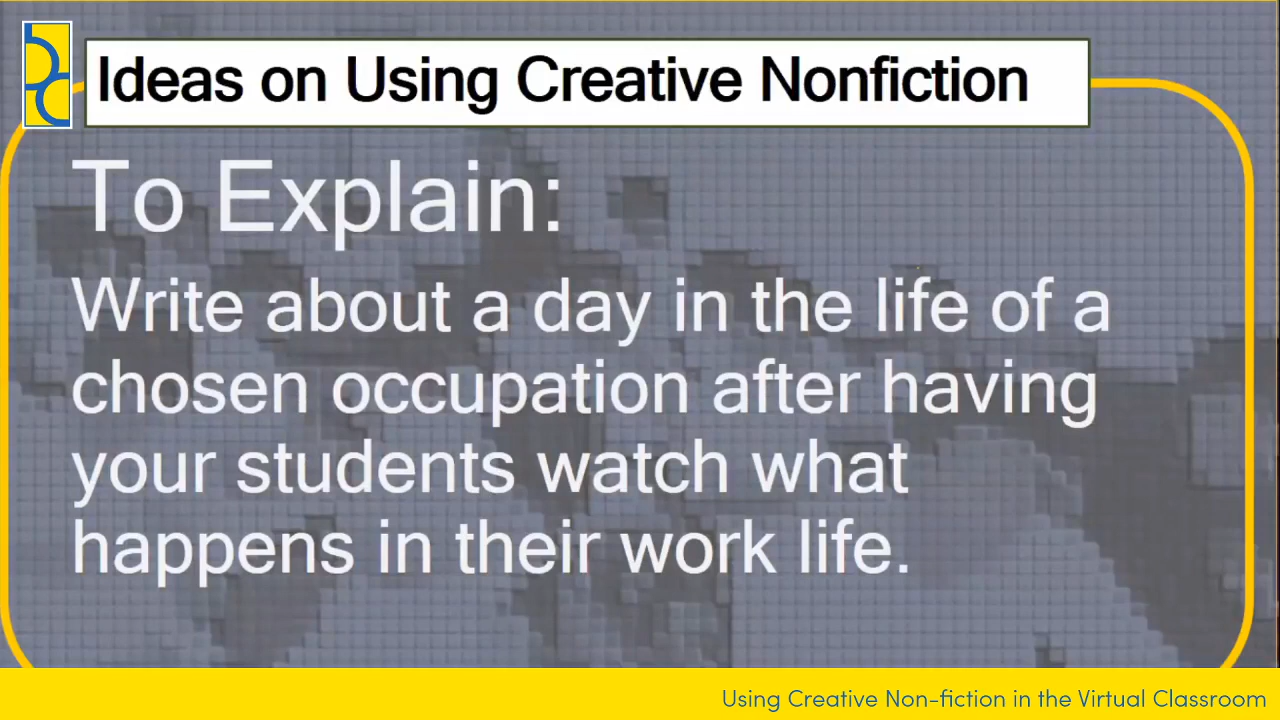 Ideas on Using Creative Nonfiction
To Explain:
Write about a day in the life of a
chosen occupation after having
your students watch what
happens in their work life.
Using Creative Non-fiction in the Virtual Classroom